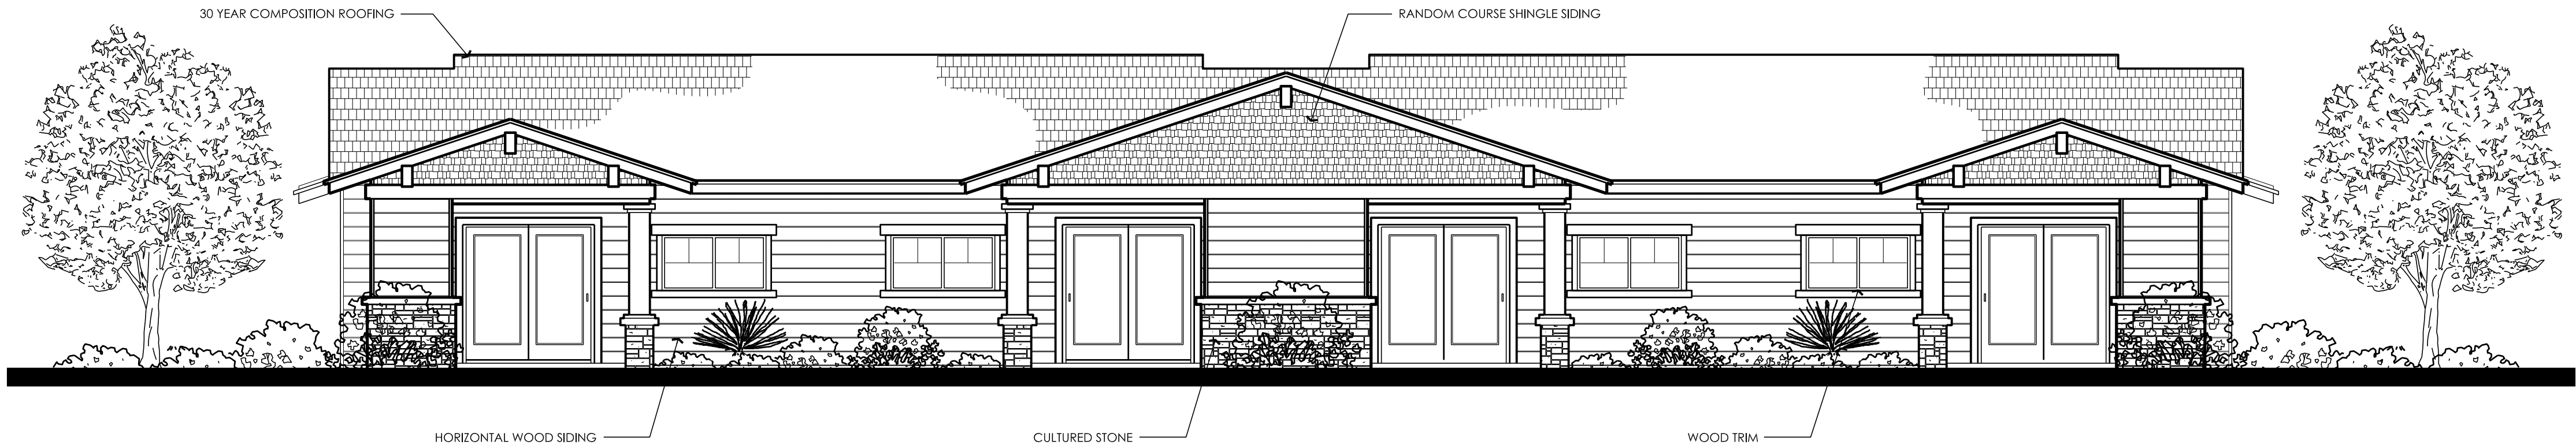 30 YEAR COMPOSITION ROOFING
RANDOM COURSE SHINGLE SIDING
HORIZONTAL WOOD SIDING
CULTURED STONE
WOOD TRIM